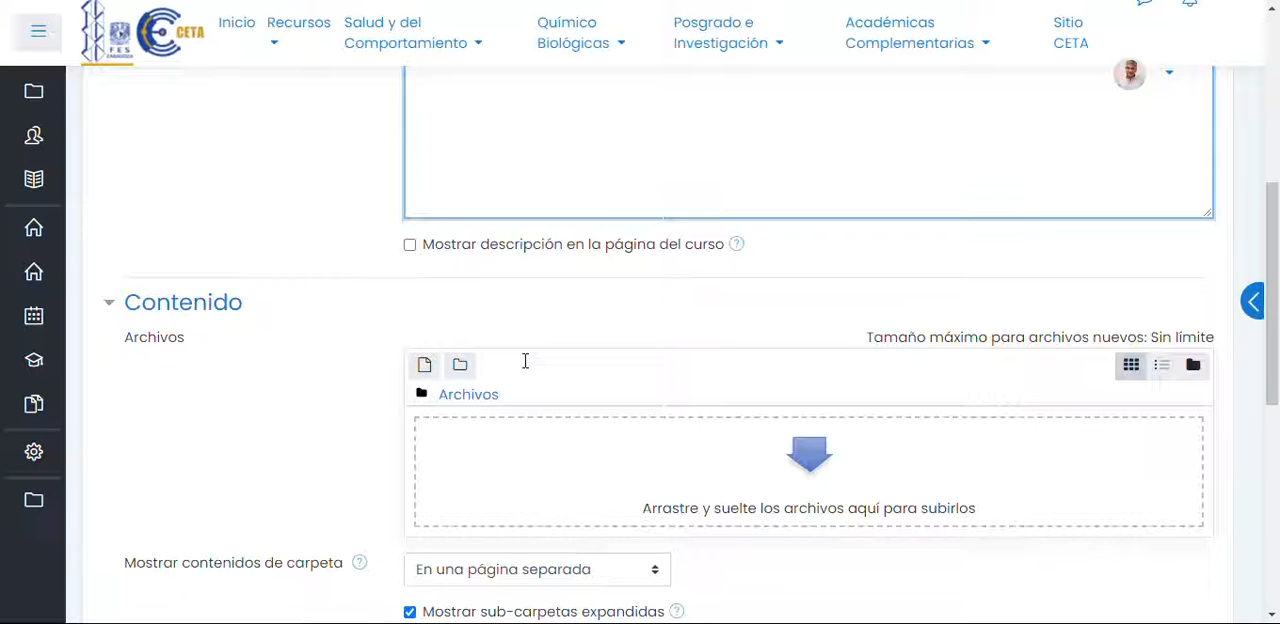 Inicio
Recursos
Salud y del
Comportamiento
Químico
Biológicas
Posgrado e
Investigación
Académicas
Complementarias
Sitio
CETA
FES
CETA
Mostrar descripción en la página del curso
Contenido
Archivos
Tamaño máximo para archivos nuevos: Sin límite
Archivos
Arrastre y suelte los archivos aquí para subirlos
Mostrar contenidos de carpeta
En una página separada
Mostrar sub-carpetas expandidas